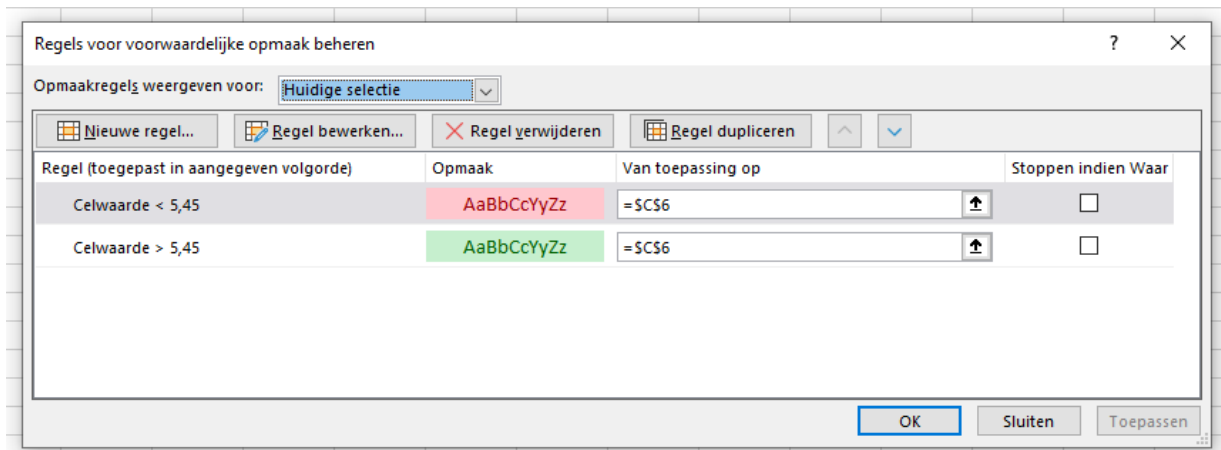 Regels voor voorwaardelijke opmaak beheren ?
Opmaakregels weergeven voor: Huidige selectie
Nieuwe regel... Regel bewerken... Regel verwijderen Regel dupliceren
Regel (toegepast in aangegeven volgorde) Opmaak Van toepassing op Stoppen indien Waar
Celwaarde < 5,45 AaBbCcYyZz =$C$6
Celwaarde > 5,45 AaBbCcYyZz =$C$6
OK Sluiten Toepassen